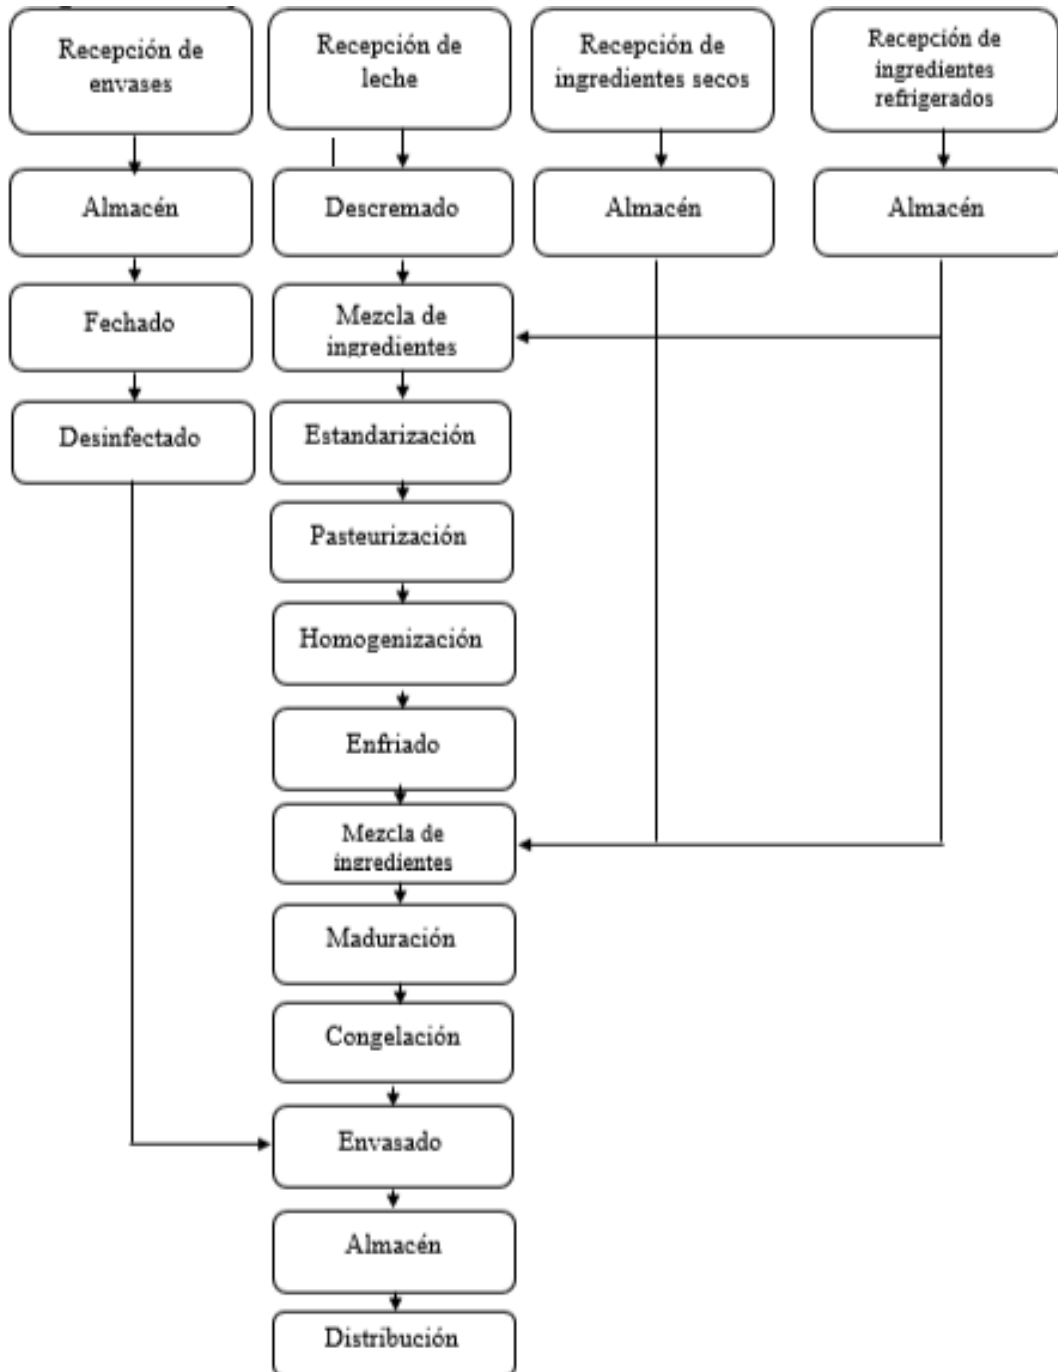 Recepción de
envases
Recepción de
leche
Recepción de
ingredientes secos
Recepción de
ingredientes
refrigerados
Almacén
Descremado
Almacén
Almacén
Fechado
Mezcla de
ingredientes
Desinfectado
Estandarización
Pasteurización
Homogenización
Enfriado
Mezcla de
ingredientes
Maduración
Congelación
Envasado
Almacén
Distribución